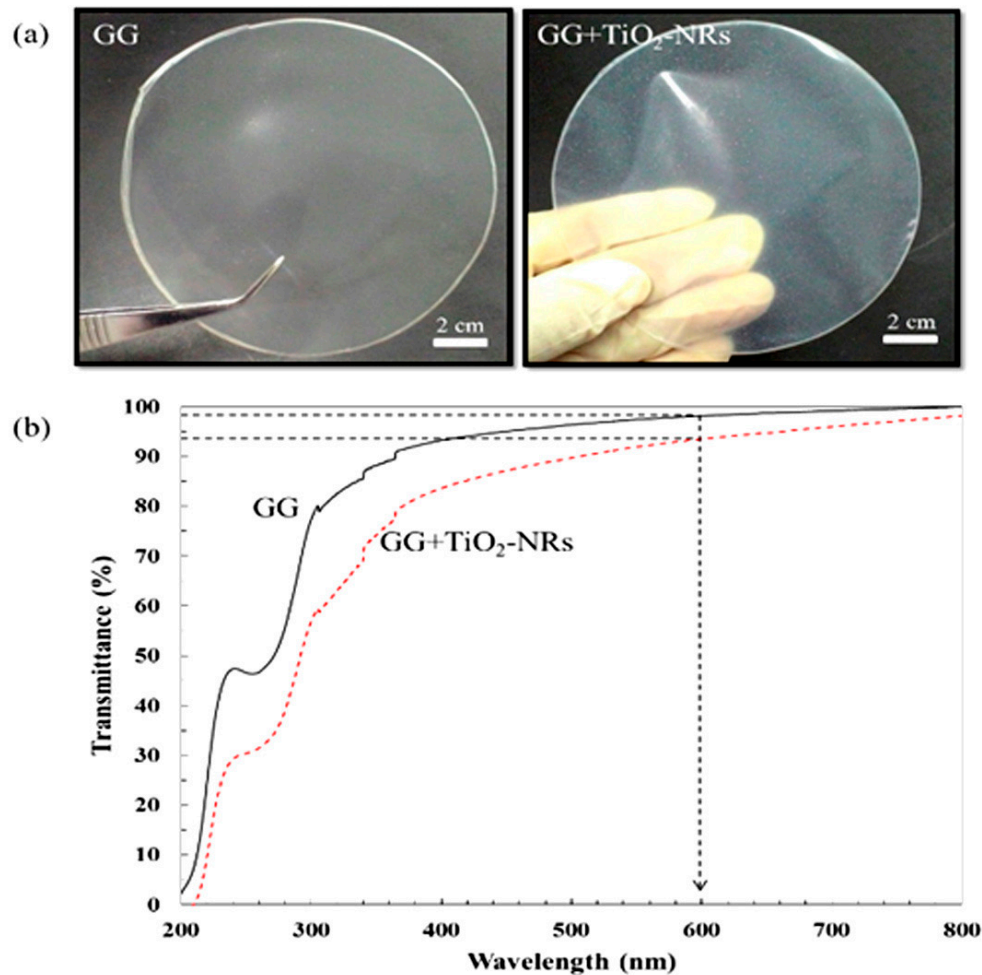 (a)
GG
2 cm
GG+TiO₂-NRs
2 cm
(b)
100
90
80
70
60
50
40
30
20
10
0
Transmittance (%)
GG
GG+TiO₂-NRs
200
300
400
500
600
700
800
Wavelength (nm)